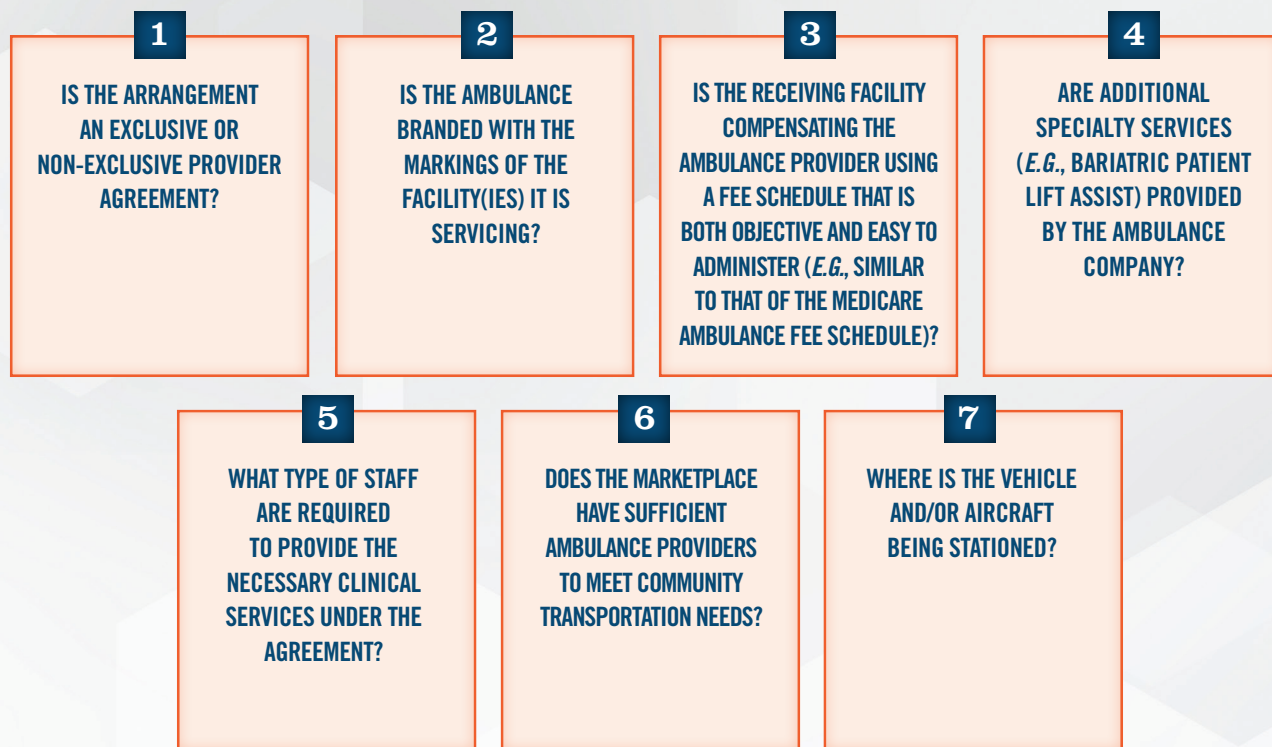 1
IS THE ARRANGEMENT
AN EXCLUSIVE OR
NON-EXCLUSIVE PROVIDER
AGREEMENT?
2
IS THE AMBULANCE
BRANDED WITH THE
MARKINGS OF THE
FACILITY(IES) IT IS
SERVICING?
3
IS THE RECEIVING FACILITY
COMPENSATING THE
AMBULANCE PROVIDER USING
A FEE SCHEDULE THAT IS
BOTH OBJECTIVE AND EASY TO
ADMINISTER (E.G., SIMILAR
TO THAT OF THE MEDICARE
AMBULANCE FEE SCHEDULE)?
4
ARE ADDITIONAL
SPECIALTY SERVICES
(E.G., BARIATRIC PATIENT
LIFT ASSIST) PROVIDED
BY THE AMBULANCE
COMPANY?
5
WHAT TYPE OF STAFF
ARE REQUIRED
TO PROVIDE THE
NECESSARY CLINICAL
SERVICES UNDER THE
AGREEMENT?
6
DOES THE MARKETPLACE
HAVE SUFFICIENT
AMBULANCE PROVIDERS
TO MEET COMMUNITY
TRANSPORTATION NEEDS?
7
WHERE IS THE VEHICLE
AND/OR AIRCRAFT
BEING STATIONED?